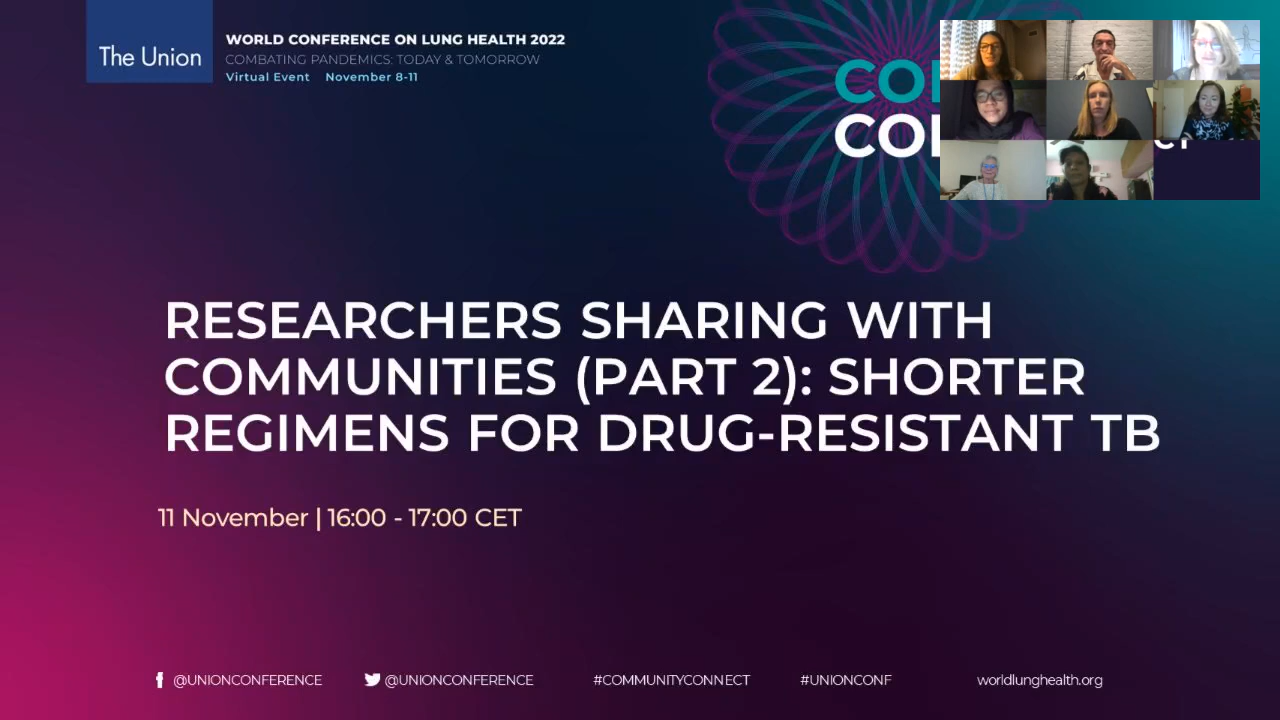 The Union
WORLD CONFERENCE ON LUNG HEALTH 2022
COMBATING PANDEMICS: TODAY & TOMORROW
Virtual Event November 8-11
RESEARCHERS SHARING WITH
COMMUNITIES (PART 2): SHORTER
REGIMENS FOR DRUG-RESISTANT TB
11 November | 16:00 - 17:00 CET
@UNIONCONFERENCE @UNIONCONFERENCE #COMMUNITYCONNECT #UNIONCONF worldlunghealth.org